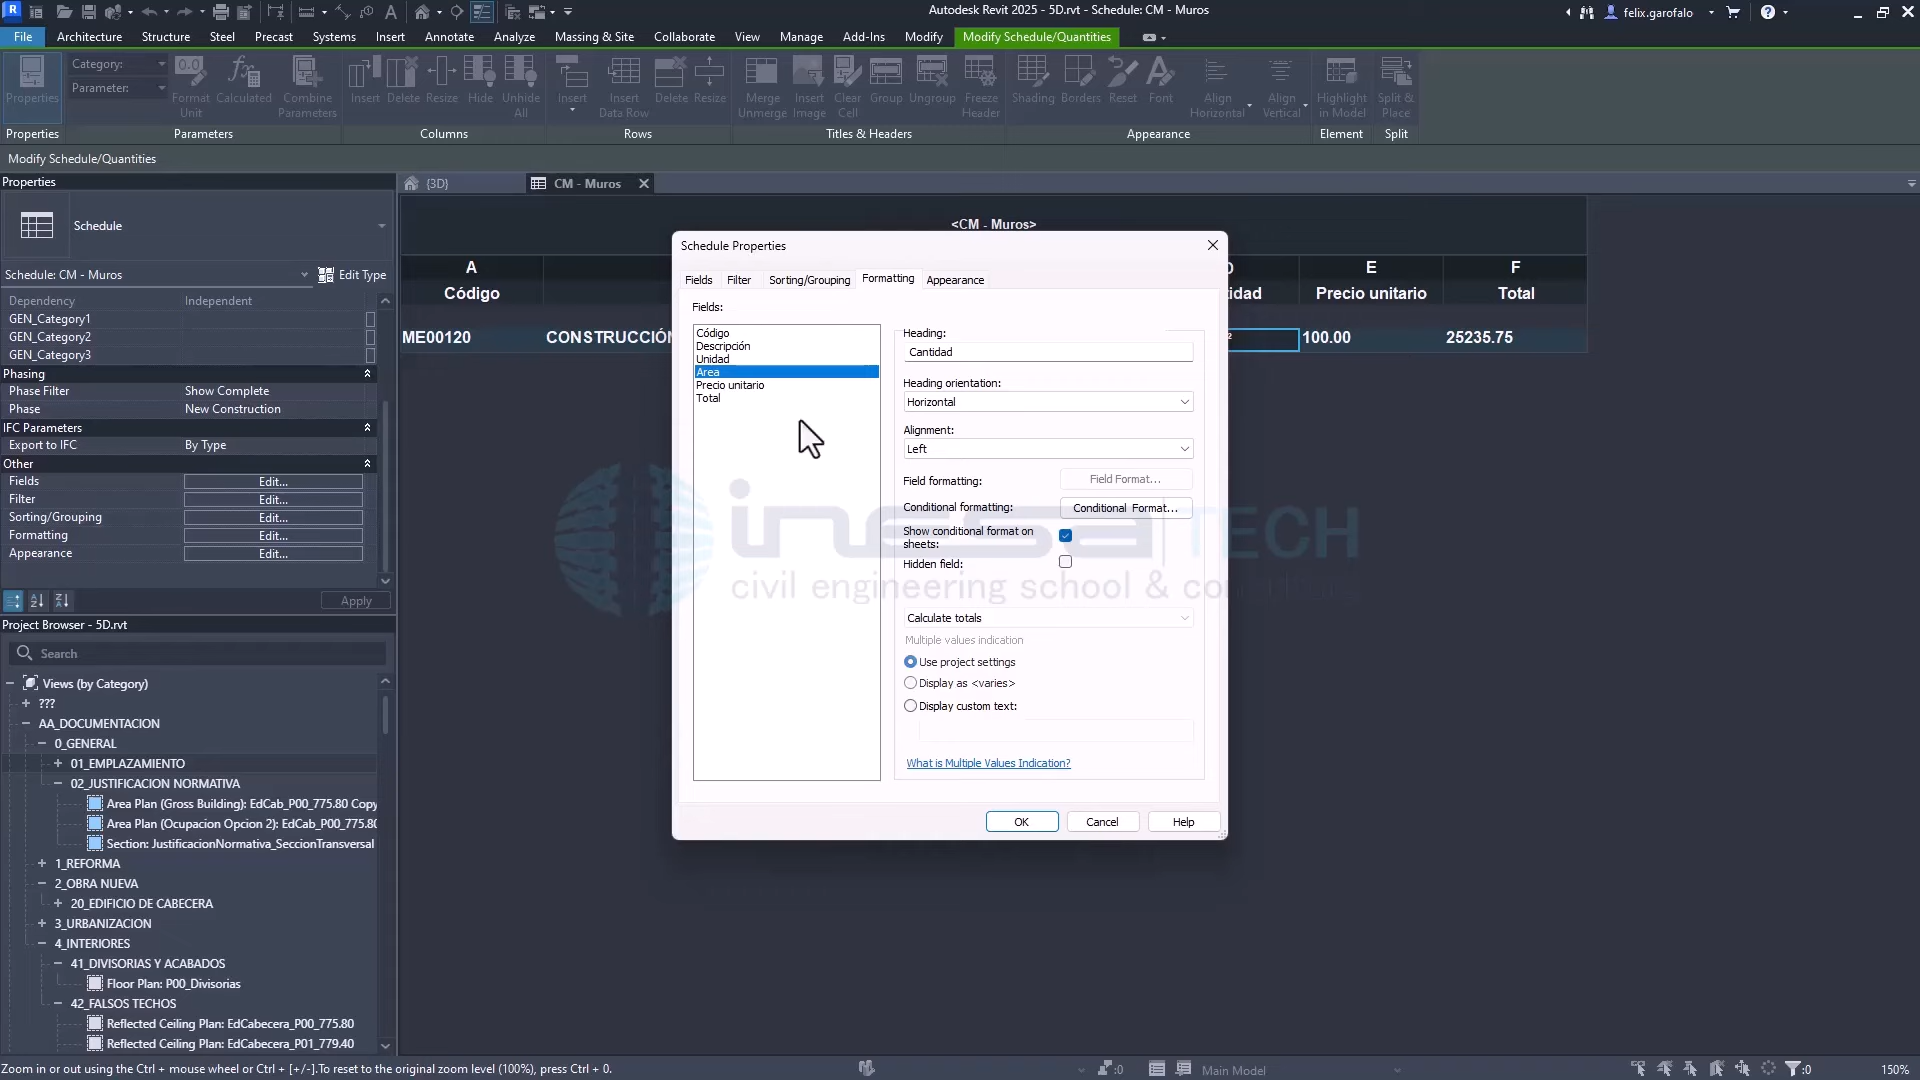 Autodesk Revit 2025 - 5D.rvt - Schedule: CM - Muros
felix.garofalo
File Architecture Structure Steel Precast Systems Insert Annotate Analyze Massing & Site Collaborate View Manage Add-Ins Modify Modify Schedule/Quantities
Category:
Parameter:
Properties
Format Unit
Calculated
Combine Parameters
Insert Delete Resize Hide Unhide All
Insert
Insert Data Row
Delete Resize
Merge Unmerge
Insert Image
Clear Cell
Group Ungroup
Freeze Header
Shading Borders Reset Font
Align Horizontal
Align Vertical
Highlight in Model
Split & Place
Properties Parameters Columns Rows Titles & Headers Appearance Element Split
Modify Schedule/Quantities
Properties
Schedule
Schedule: CM - Muros
Edit Type
Dependency Independent
GEN_Category1
GEN_Category2
GEN_Category3
Phasing
Phase Filter Show Complete
Phase New Construction
IFC Parameters
Export to IFC By Type
Other
Fields Edit...
Filter Edit...
Sorting/Grouping Edit...
Formatting Edit...
Appearance Edit...
Apply
Project Browser - 5D.rvt
Search
Views (by Category)
???
AA_DOCUMENTACION
0_GENERAL
01_EMPLAZAMIENTO
02_JUSTIFICACION NORMATIVA
Area Plan (Gross Building): EdCab_P00_775.80 Copy
Area Plan (Ocupacion Opcion 2): EdCab_P00_775.80
Section: JustificacionNormativa_SeccionTransversal
1_REFORMA
2_OBRA NUEVA
20_EDIFICIO DE CABECERA
3_URBANIZACION
4_INTERIORES
41_DIVISORIAS Y ACABADOS
Floor Plan: P00_Divisorias
42_FALSOS TECHOS
Reflected Ceiling Plan: EdCabecera_P00_775.80
Reflected Ceiling Plan: EdCabecera_P01_779.40
{3D}
CM - Muros
<CM - Muros>
A E F
Código idad Precio unitario Total
ME00120 CONSTRUCCIÓN 100.00 25235.75
Schedule Properties
Fields Filter Sorting/Grouping Formatting Appearance
Fields:
Código
Descripción
Unidad
Area
Precio unitario
Total
Heading:
Cantidad
Heading orientation:
Horizontal
Alignment:
Left
Field formatting: Field Format...
Conditional formatting: Conditional Format...
Show conditional format on
sheets:
Hidden field:
Calculate totals
Multiple values indication
Use project settings
Display as <varies>
Display custom text:
What is Multiple Values Indication?
OK Cancel Help
inesa TECH
civil engineering school &
Zoom in or out using the Ctrl + mouse wheel or Ctrl + [+/-].To reset to the original zoom level (100%), press Ctrl + 0.
:0
Main Model
:0
150%